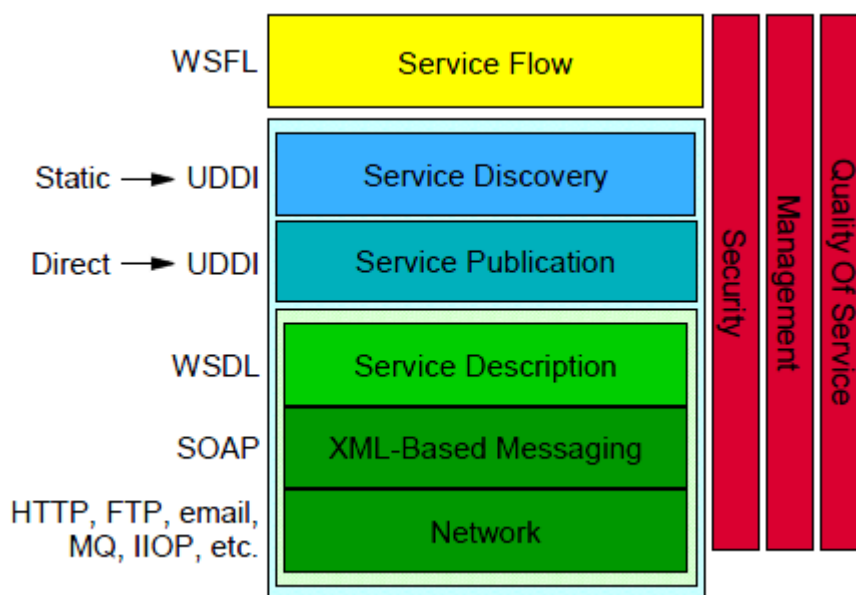 WSFL
Service Flow
Static → UDDI
Service Discovery
Direct → UDDI
Service Publication
WSDL
Service Description
SOAP
XML-Based Messaging
HTTP, FTP, email,
MQ, IIOP, etc.
Network
Security
Management
Quality Of Service